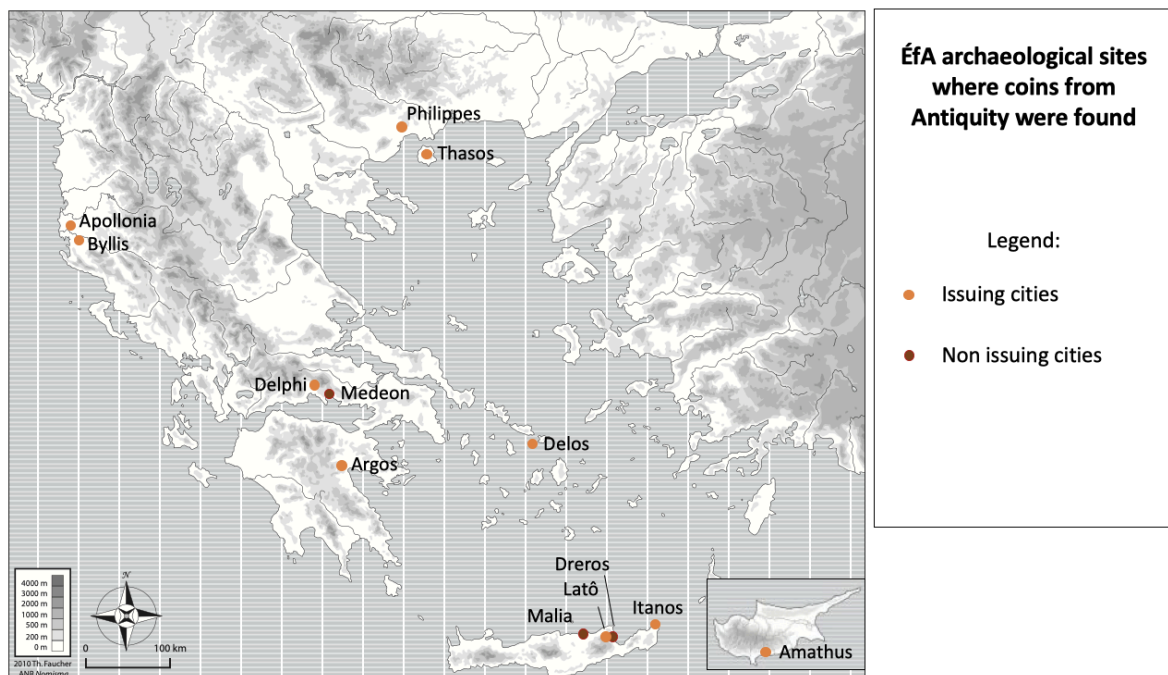 Philippes
Thasos
Apollonia
Byllis
Delphi
Medeon
Delos
Argos
Dreros
Latô
Malia
Itanos
Amathus
4000 m
3000 m
2000 m
1000 m
500 m
200 m
0 m
2010 Th. Faucher
ANR Nomisma
N
0 100 km
ÉfA archaeological sites
where coins from
Antiquity were found
Legend:
Issuing cities
Non issuing cities